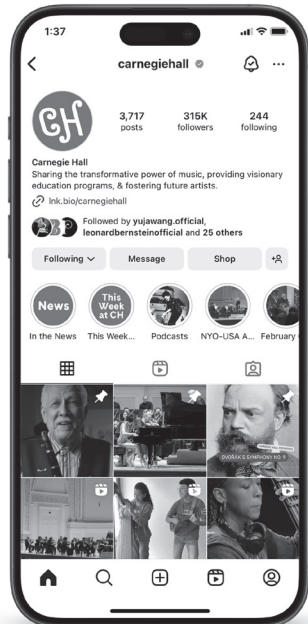 1:37
carnegiehall
CH
3,717
posts
315K
followers
244
following
Carnegie Hall
Sharing the transformative power of music, providing visionary
education programs, & fostering future artists.
lnk.bio/carnegiehall
Followed by yujawang.official,
leonardbernsteinofficial and 25 others
Following
Message
Shop
News
This
Week
at CH
In the News
This Week...
Podcasts
NYO-USA A...
February
DVOŘÁK'S SYMPHONY NO. 9